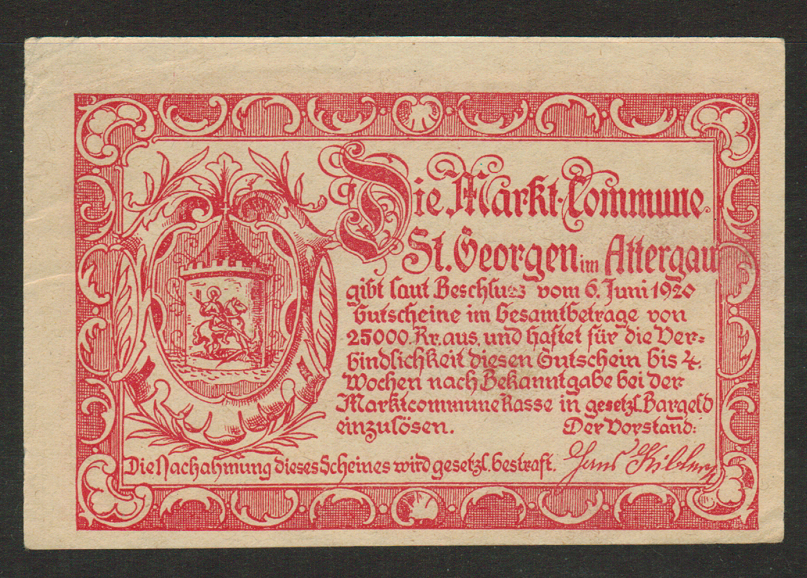 Die Markt-Commune
St. Georgen im Attergau
gibt laut Beschluss vom 6. Juni 1920
Gutscheine im Gesamtbetrage von
25000 Kr. aus, und haftet für die Ver-
bindlichkeit diesen Gutschein bis 4
Wochen nach Bekanntgabe bei der
Marktcommune Kasse in gesetzl. Bargeld
einzulösen. Der Vorstand:
Die Nachahmung dieses Scheines wird gesetzl. bestraft. Hans